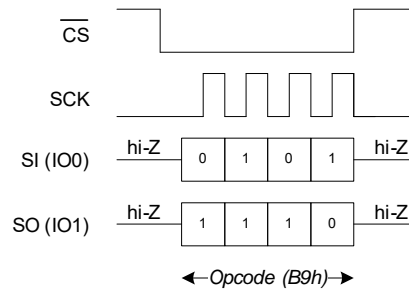 CS
SCK
hi-Z hi-Z
SI (IO0) 0 1 0 1
hi-Z hi-Z
SO (IO1) 1 1 1 0
Opcode (B9h)